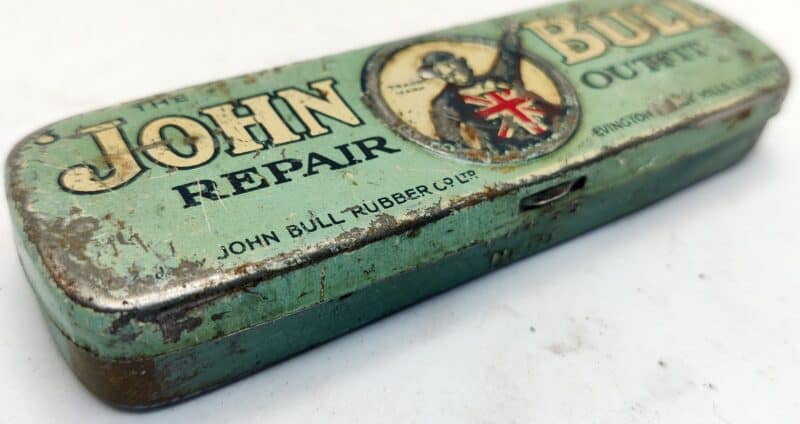 THE
JOHN BULL
REPAIR OUTFIT
TRADE
MARK
JOHN BULL RUBBER CO LTD
EVINGTON